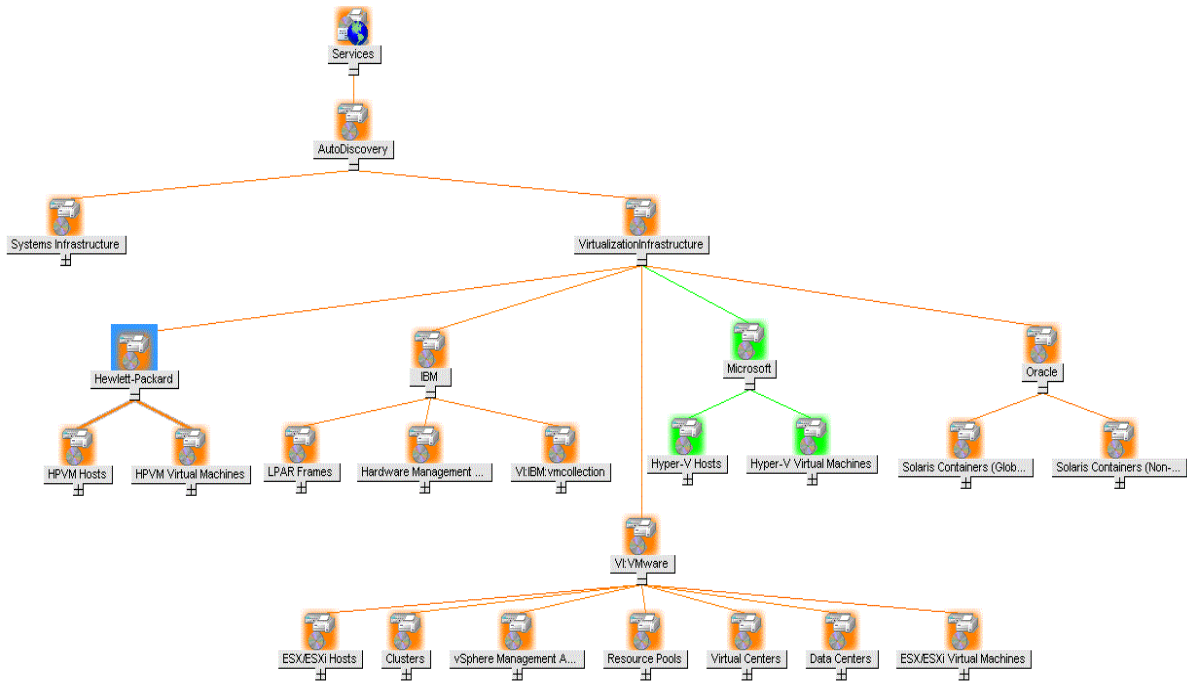 Services
AutoDiscovery
Systems Infrastructure
VirtualizationInfrastructure
Hewlett-Packard
IBM
Microsoft
Oracle
HPVM Hosts
HPVM Virtual Machines
LPAR Frames
Hardware Management ...
VI:IBM:vmcollection
Hyper-V Hosts
Hyper-V Virtual Machines
Solaris Containers (Glob...
Solaris Containers (Non-...
VI:VMware
ESX/ESXi Hosts
Clusters
vSphere Management A...
Resource Pools
Virtual Centers
Data Centers
ESX/ESXi Virtual Machines